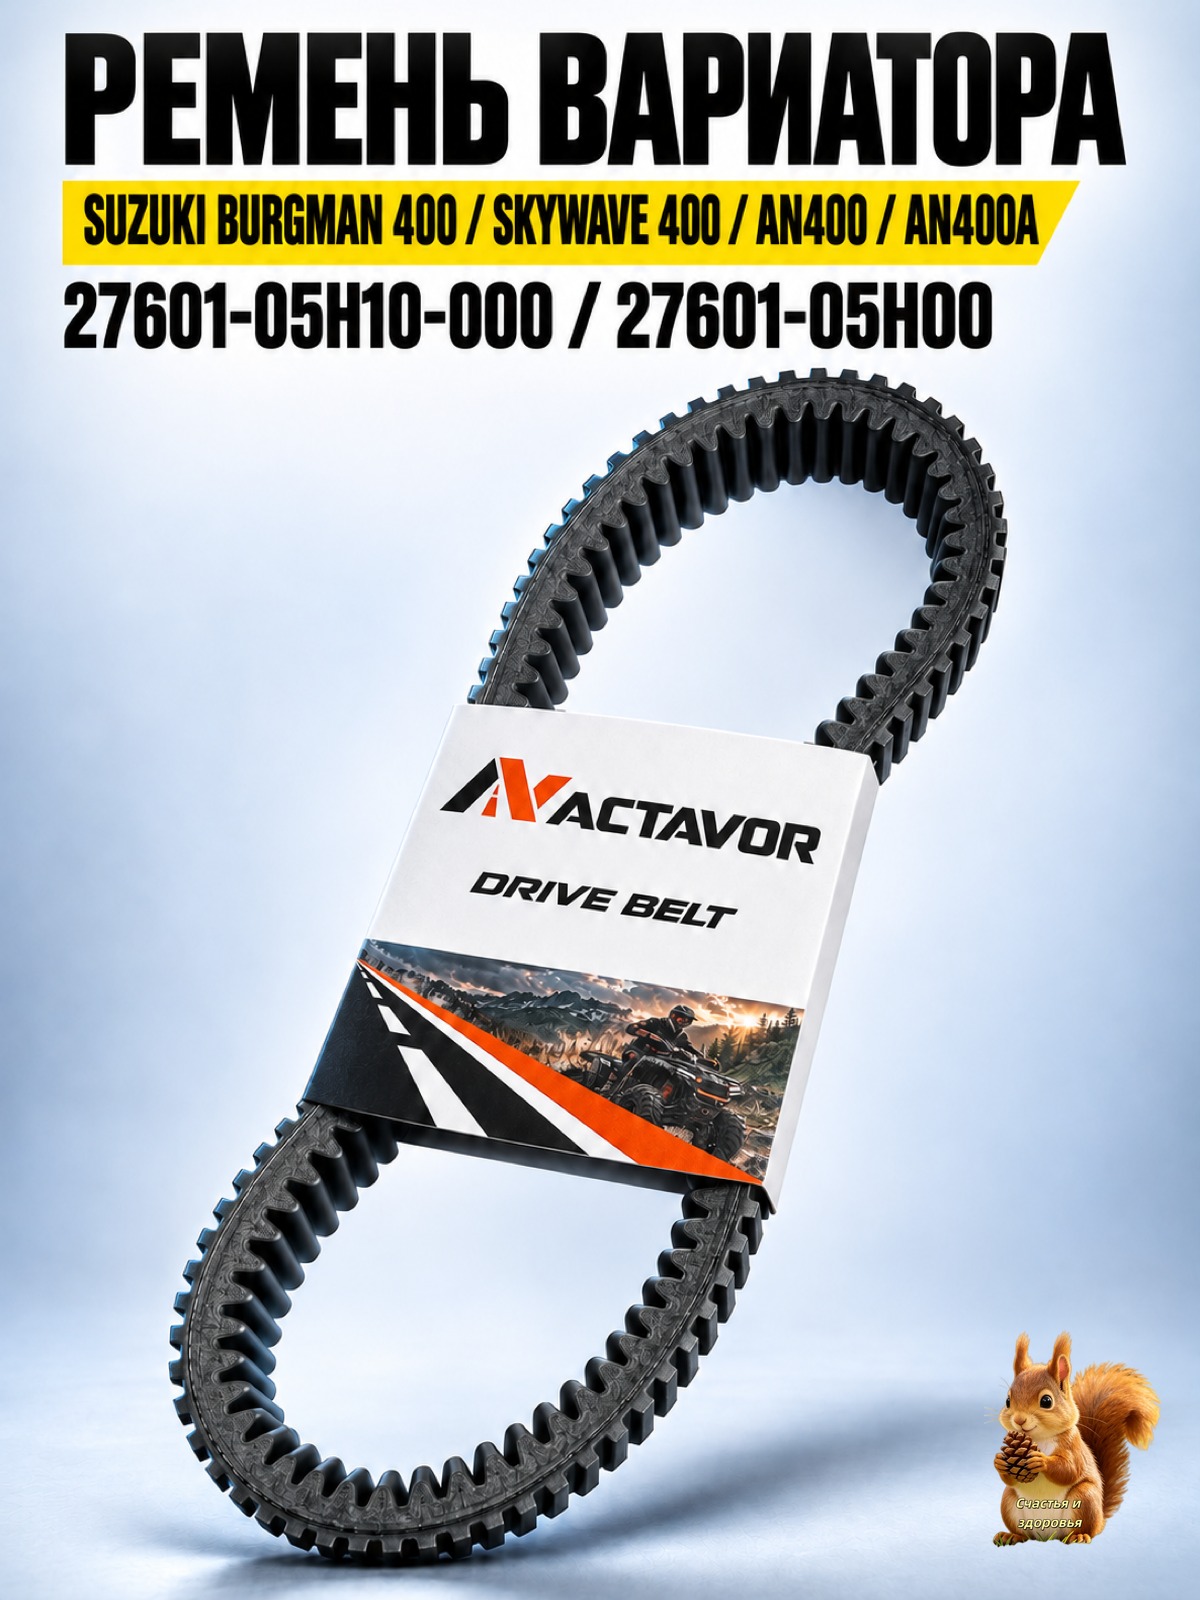 РЕМЕНЬ ВАРИАТОРА
SUZUKI BURGMAN 400 / SKYWAVE 400 / AN400 / AN400A
27601-05H10-000 / 27601-05H00
ACTAVOR
DRIVE BELT
Счастья и
здоровья